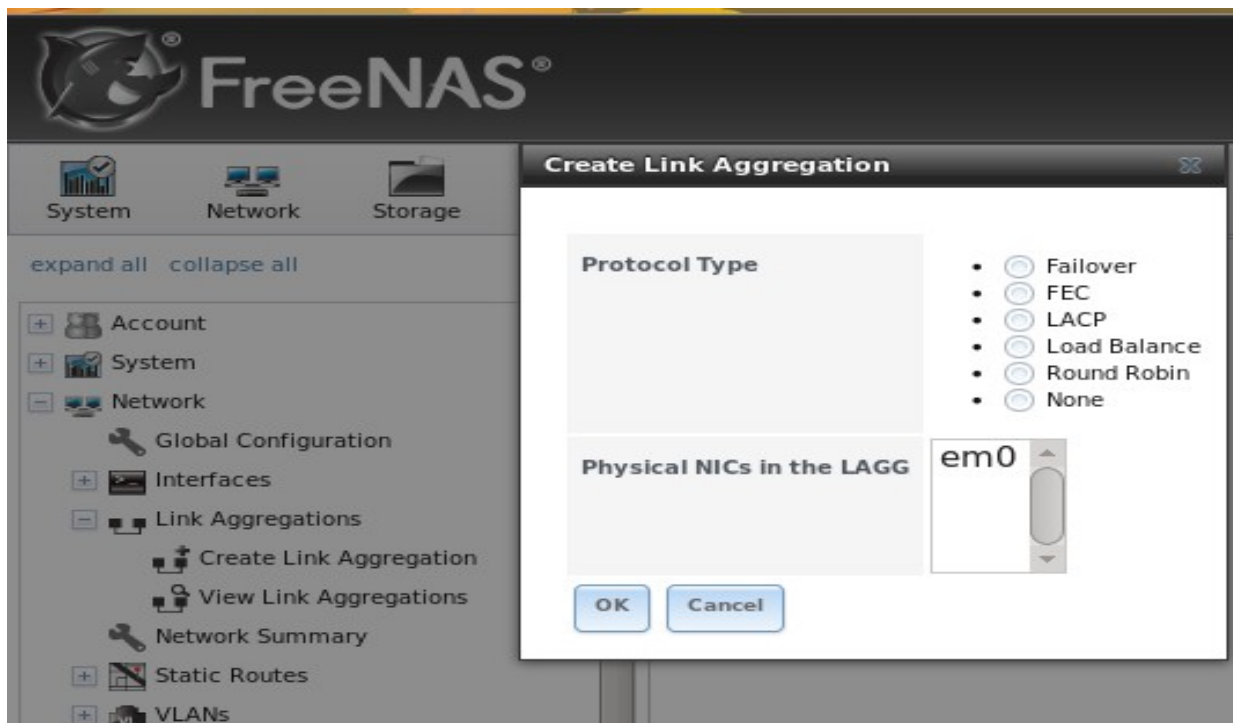 FreeNAS®
System
Network
Storage
expand all collapse all
Account
System
Network
Global Configuration
Interfaces
Link Aggregations
Create Link Aggregation
View Link Aggregations
Network Summary
Static Routes
VLANs
Create Link Aggregation
Protocol Type
Failover
FEC
LACP
Load Balance
Round Robin
None
Physical NICs in the LAGG
em0
OK
Cancel